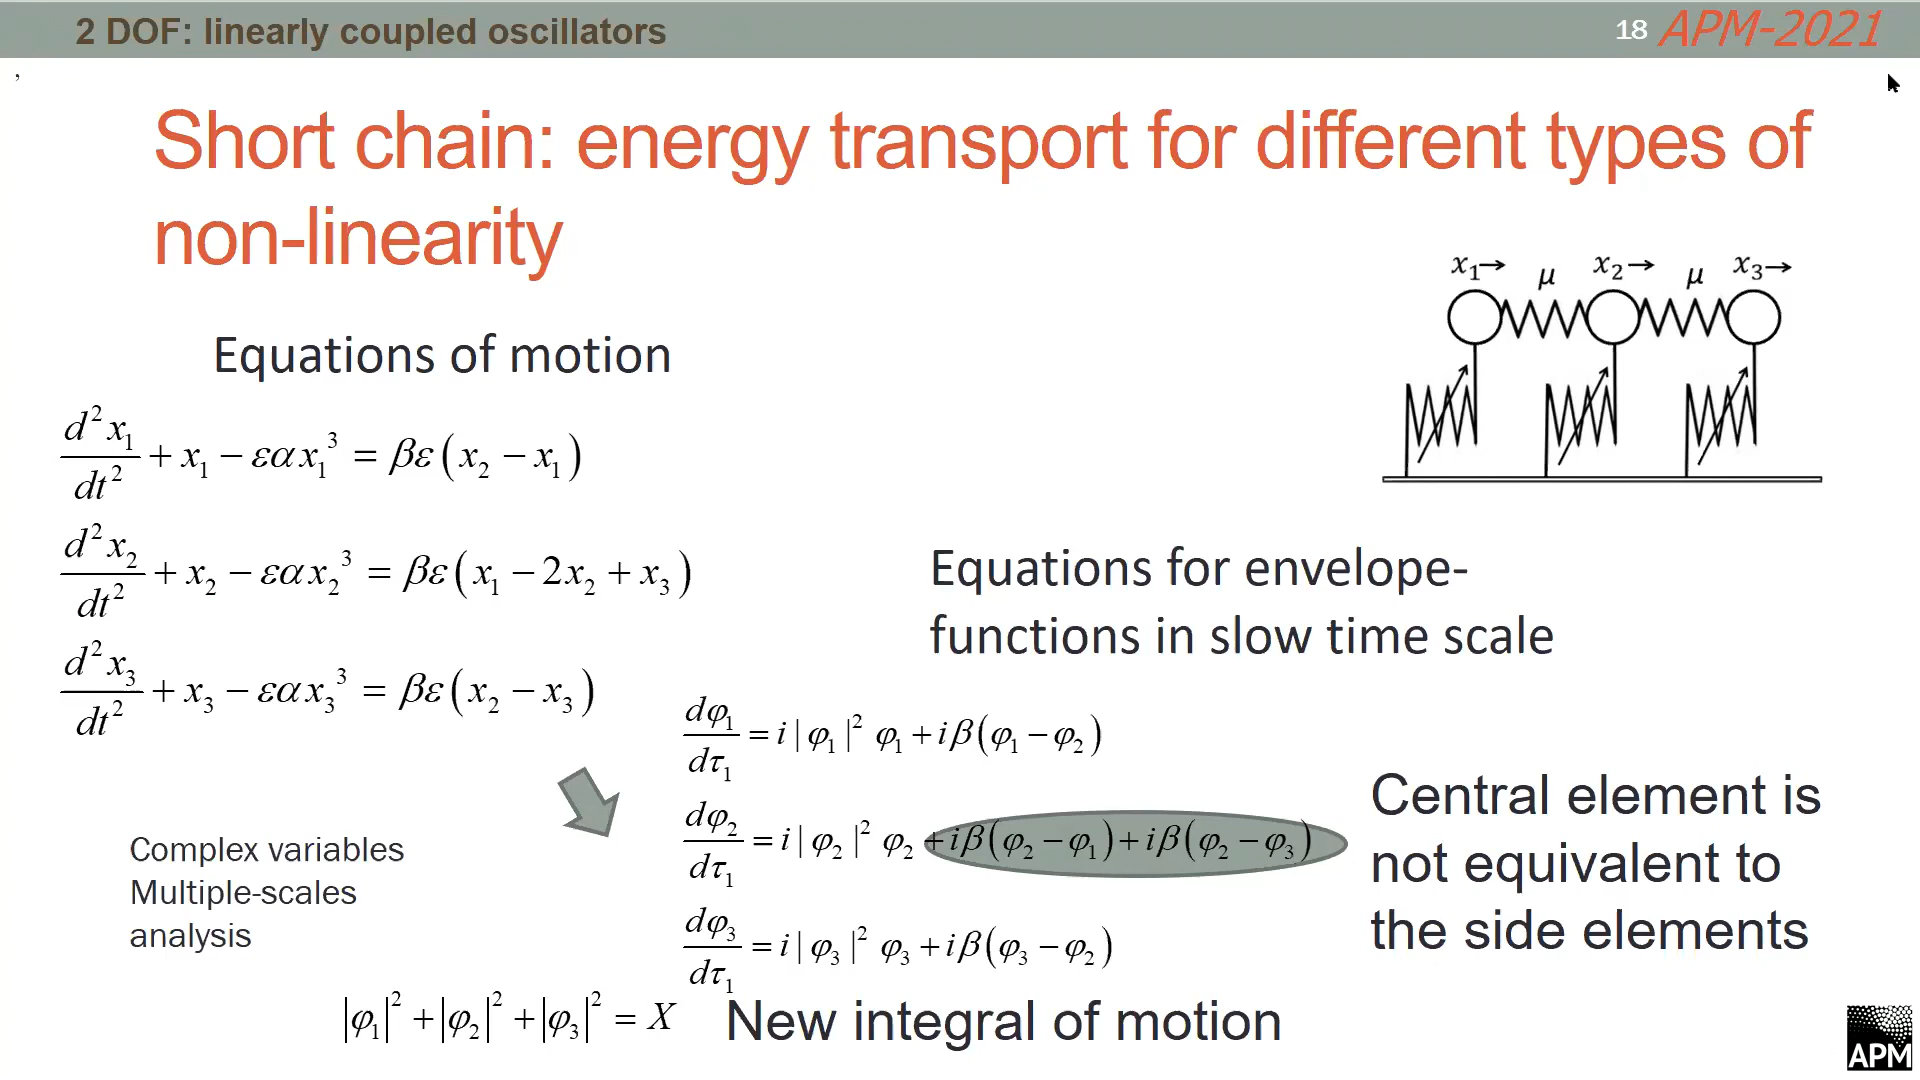 2 DOF: linearly coupled oscillators
18 APM-2021
,
Short chain: energy transport for different types of
non-linearity
x₁→ μ x₂→ μ x₃→
Equations of motion
d²x₁/dt² + x₁ − εαx₁³ = βε(x₂ − x₁)
d²x₂/dt² + x₂ − εαx₂³ = βε(x₁ − 2x₂ + x₃)
d²x₃/dt² + x₃ − εαx₃³ = βε(x₂ − x₃)
Equations for envelope-
functions in slow time scale
dφ₁/dτ₁ = i|φ₁|² φ₁ + iβ(φ₁ − φ₂)
dφ₂/dτ₁ = i|φ₂|² φ₂ + iβ(φ₂ − φ₁) + iβ(φ₂ − φ₃)
dφ₃/dτ₁ = i|φ₃|² φ₃ + iβ(φ₃ − φ₂)
Central element is
not equivalent to
the side elements
Complex variables
Multiple-scales
analysis
|φ₁|² + |φ₂|² + |φ₃|² = X
New integral of motion
APM